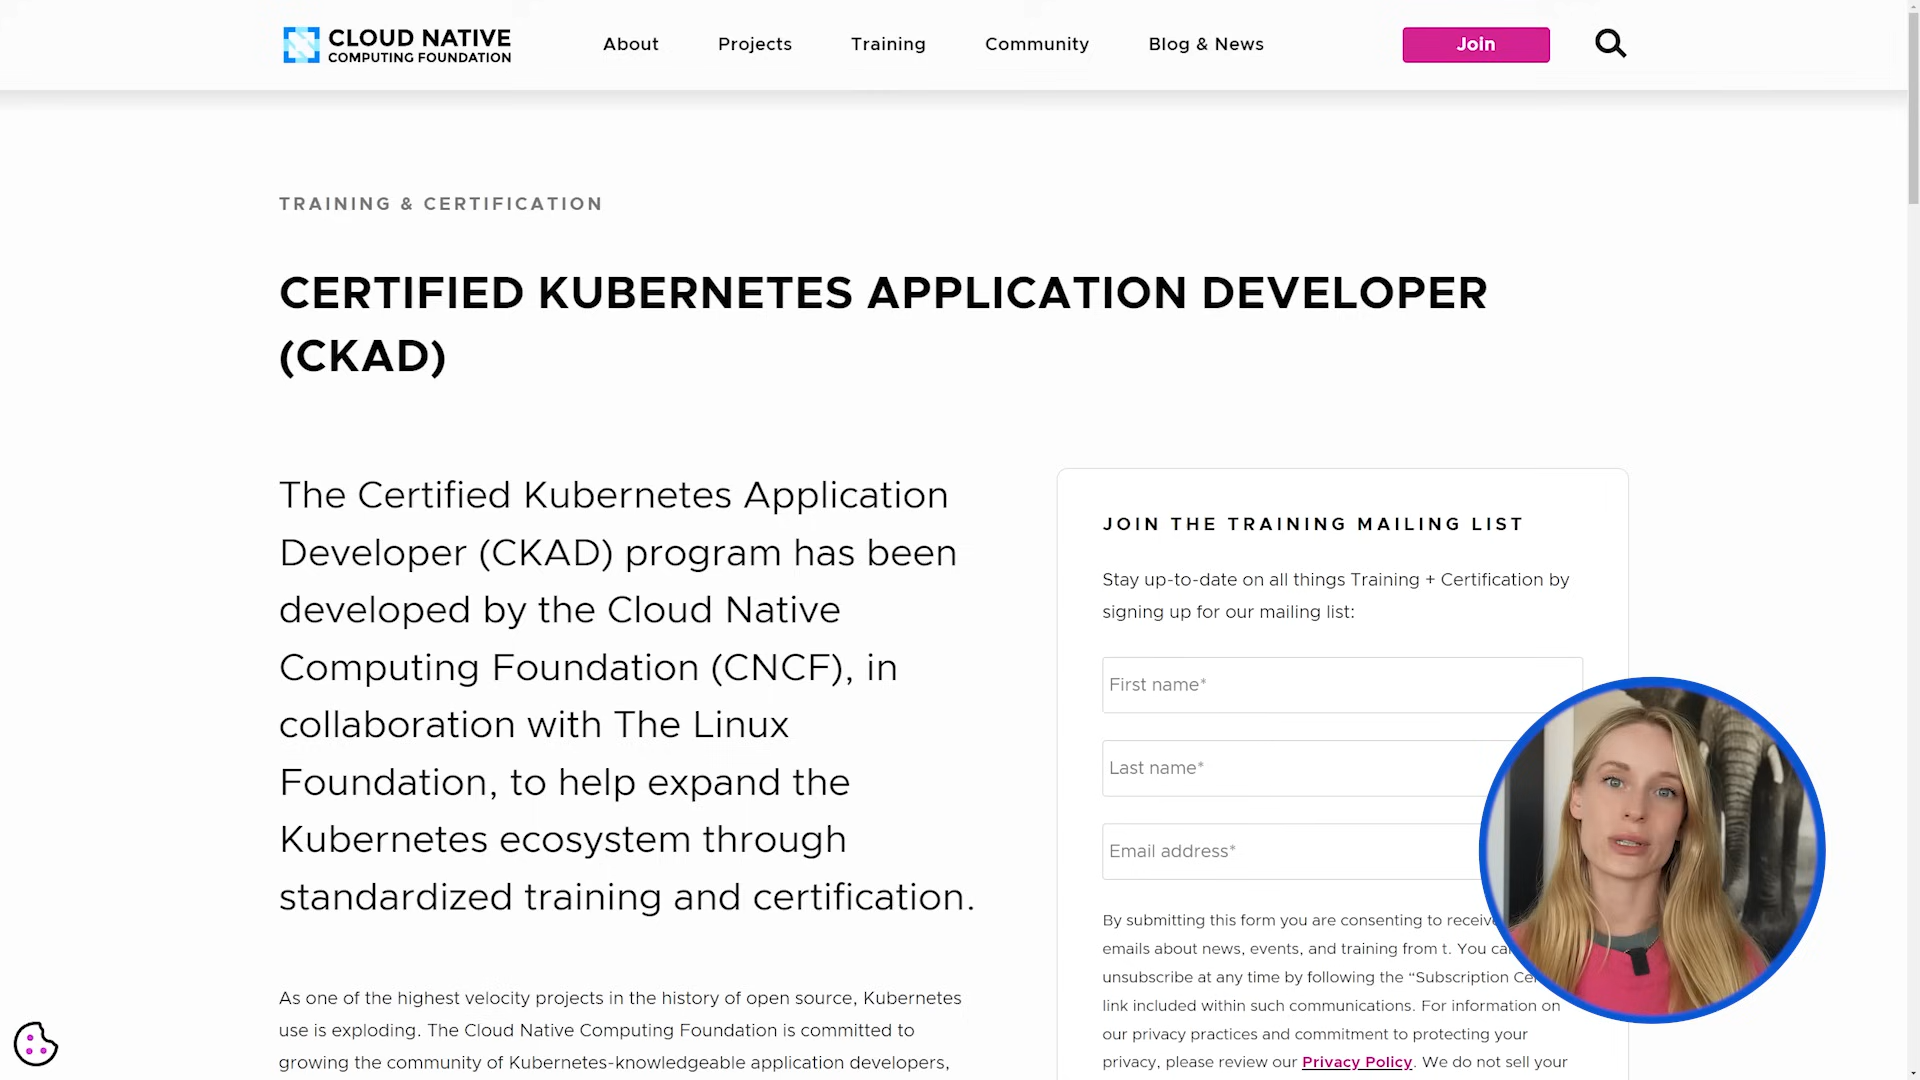 CLOUD NATIVE
COMPUTING FOUNDATION
About
Projects
Training
Community
Blog & News
Join
TRAINING & CERTIFICATION
CERTIFIED KUBERNETES APPLICATION DEVELOPER
(CKAD)
The Certified Kubernetes Application
Developer (CKAD) program has been
developed by the Cloud Native
Computing Foundation (CNCF), in
collaboration with The Linux
Foundation, to help expand the
Kubernetes ecosystem through
standardized training and certification.
As one of the highest velocity projects in the history of open source, Kubernetes
use is exploding. The Cloud Native Computing Foundation is committed to
growing the community of Kubernetes-knowledgeable application developers,
JOIN THE TRAINING MAILING LIST
Stay up-to-date on all things Training + Certification by
signing up for our mailing list:
First name*
Last name*
Email address*
By submitting this form you are consenting to receive
emails about news, events, and training from t. You can
unsubscribe at any time by following the “Subscription
link included within such communications. For information on
our privacy practices and commitment to protecting your
privacy, please review our Privacy Policy. We do not sell your